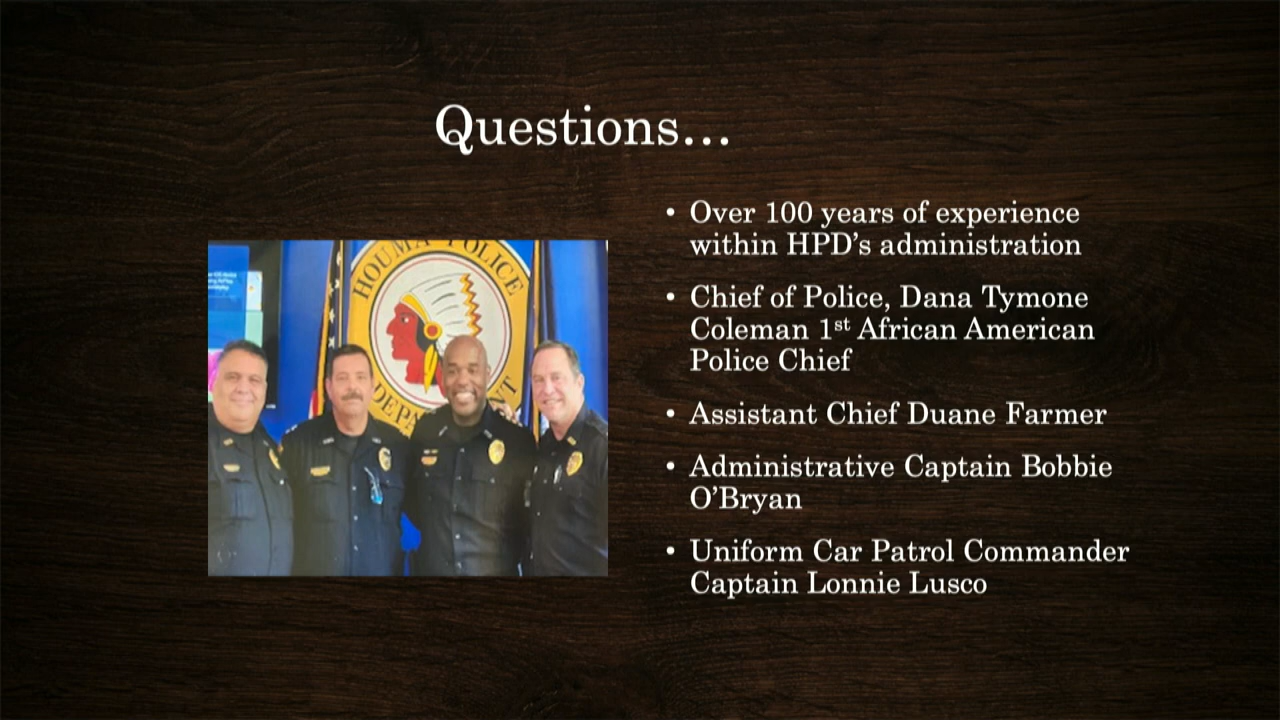 Questions...
HOUMA POLICE
• Over 100 years of experience
within HPD's administration
• Chief of Police, Dana Tymone
Coleman 1st African American
Police Chief
• Assistant Chief Duane Farmer
• Administrative Captain Bobbie
O'Bryan
• Uniform Car Patrol Commander
Captain Lonnie Lusco